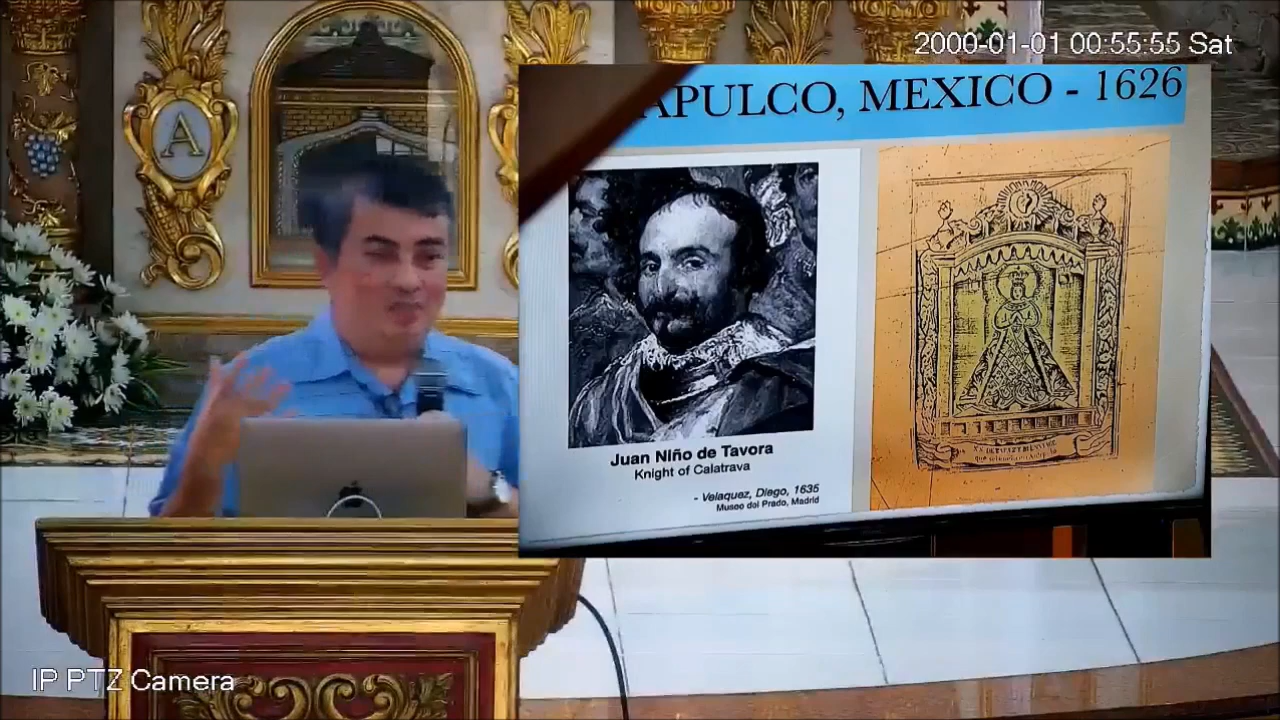 2000-01-01 00:55:55 Sat
APULCO, MEXICO - 1626
A
Juan Niño de Tavora
Knight of Calatrava
- Velaquez, Diego, 1635
Museo del Prado, Madrid
IP PTZ Camera